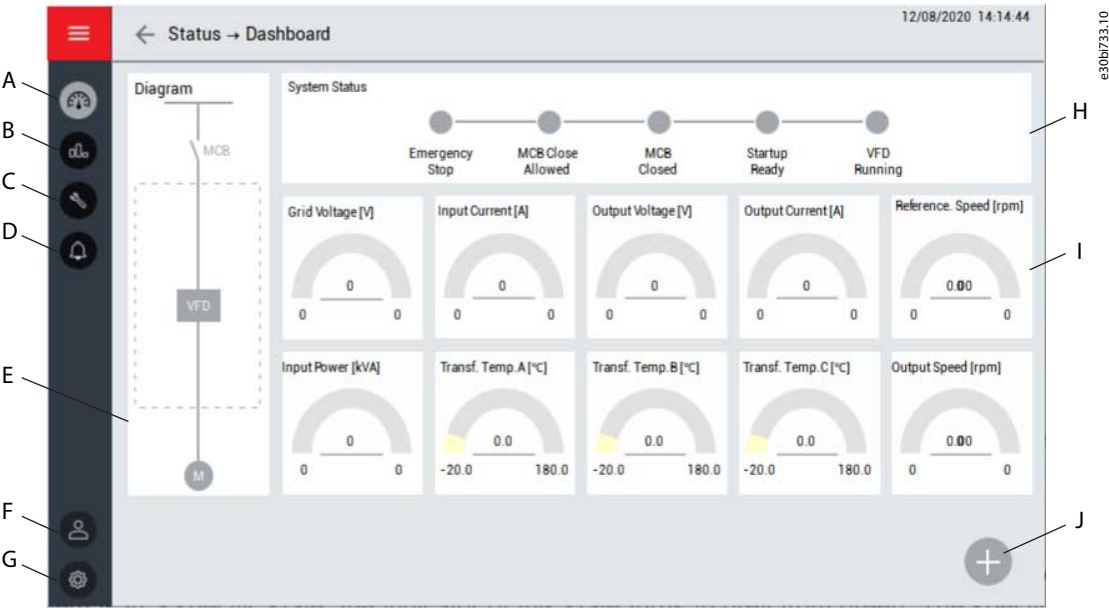 12/08/2020 14:14:44
e30bi733.10
← Status → Dashboard
A
B
C
D
E
F
G
H
I
J
Diagram
MCB
VFD
M
System Status
Emergency Stop
MCB Close Allowed
MCB Closed
Startup Ready
VFD Running
Grid Voltage [V]
0
0 0
Input Current [A]
0
0 0
Output Voltage [V]
0
0 0
Output Current [A]
0
0 0
Reference. Speed [rpm]
0.00
0 0
Input Power [kVA]
0
0 0
Transf. Temp.A [°C]
0.0
-20.0 180.0
Transf. Temp.B [°C]
0.0
-20.0 180.0
Transf. Temp.C [°C]
0.0
-20.0 180.0
Output Speed [rpm]
0.00
0 0